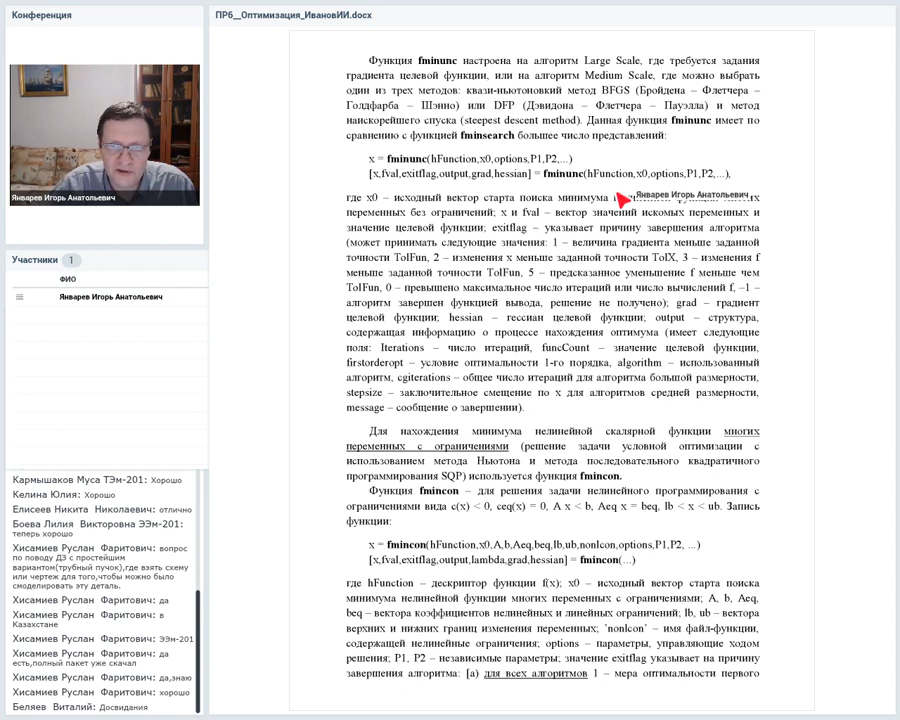 Конференция
Январев Игорь Анатольевич
Участники 1
ФИО
Январев Игорь Анатольевич
Кармышаков Муса ТЭм-201: Хорошо
Келина Юлия: Хорошо
Елисеев Никита Николаевич: отлично
Боева Лилия Викторовна ЭЭм-201:
теперь хорошо
Хисамиев Руслан Фаритович: вопрос
по поводу ДЗ с простейшим
вариантом(трубный пучок),где взять схему
или чертеж для того,чтобы можно было
смоделировать эту деталь.
Хисамиев Руслан Фаритович: да
Хисамиев Руслан Фаритович: в
Казахстане
Хисамиев Руслан Фаритович: ЭЭм-201
Хисамиев Руслан Фаритович: да
есть,полный пакет уже скачал
Хисамиев Руслан Фаритович: да,знаю
Хисамиев Руслан Фаритович: хорошо
Беляев Виталий: Досвидания
ПР6__Оптимизация_ИвановИИ.docx
Функция fminunc настроена на алгоритм Large Scale, где требуется задания
градиента целевой функции, или на алгоритм Medium Scale, где можно выбрать
один из трех методов: квази-ньютоновкий метод BFGS (Бройдена – Флетчера –
Голдфарба – Шэнно) или DFP (Дэвидона – Флетчера – Пауэлла) и метод
наискорейшего спуска (steepest descent method). Данная функция fminunc имеет по
сравнению с функцией fminsearch большее число представлений:
x = fminunc(hFunction,x0,options,P1,P2,...)
[x,fval,exitflag,output,grad,hessian] = fminunc(hFunction,x0,options,P1,P2,...),
где x0 – исходный вектор старта поиска минимума
Январев Игорь Анатольевич
переменных без ограничений; x и fval – вектор значений искомых переменных и
значение целевой функции; exitflag – указывает причину завершения алгоритма
(может принимать следующие значения: 1 – величина градиента меньше заданной
точности TolFun, 2 – изменения x меньше заданной точности TolX, 3 – изменения f
меньше заданной точности TolFun, 5 – предсказанное уменьшение f меньше чем
TolFun, 0 – превышено максимальное число итераций или число вычислений f, –1 –
алгоритм завершен функцией вывода, решение не получено); grad – градиент
целевой функции; hessian – гессиан целевой функции; output – структура,
содержащая информацию о процессе нахождения оптимума (имеет следующие
поля: Iterations – число итераций, funcCount – значение целевой функции,
firstorderopt – условие оптимальности 1-го порядка, algorithm – использованный
алгоритм, cgiterations – общее число итераций для алгоритма большой размерности,
stepsize – заключительное смещение по x для алгоритмов средней размерности,
message – сообщение о завершении).
Для нахождения минимума нелинейной скалярной функции многих
переменных с ограничениями (решение задачи условной оптимизации с
использованием метода Ньютона и метода последовательного квадратичного
программирования SQP) используется функция fmincon.
Функция fmincon – для решения задачи нелинейного программирования с
ограничениями вида c(x) < 0, ceq(x) = 0, A x < b, Aeq x = beq, lb < x < ub. Запись
функции:
x = fmincon(hFunction,x0,A,b,Aeq,beq,lb,ub,nonlcon,options,P1,P2, ...)
[x,fval,exitflag,output,lambda,grad,hessian] = fmincon(...)
где hFunction – дескриптор функции f(x); x0 – исходный вектор старта поиска
минимума нелинейной функции многих переменных с ограничениями; A, b, Aeq,
beq – вектора коэффициентов нелинейных и линейных ограничений; lb, ub – вектора
верхних и нижних границ изменения переменных; 'nonlcon' – имя файл-функции,
содержащей нелинейные ограничения; options – параметры, управляющие ходом
решения; P1, P2 – независимые параметры; значение exitflag указывает на причину
завершения алгоритма: [а) для всех алгоритмов 1 – мера оптимальности первого